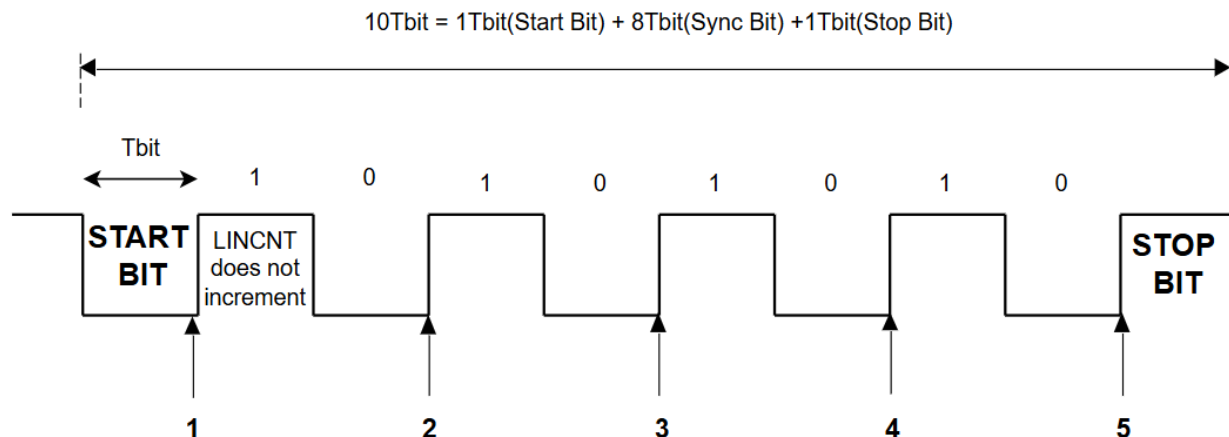 10Tbit = 1Tbit(Start Bit) + 8Tbit(Sync Bit) +1Tbit(Stop Bit)
Tbit
1 0 1 0 1 0 1 0
START
BIT
LINCNT
does not
increment
STOP
BIT
1 2 3 4 5